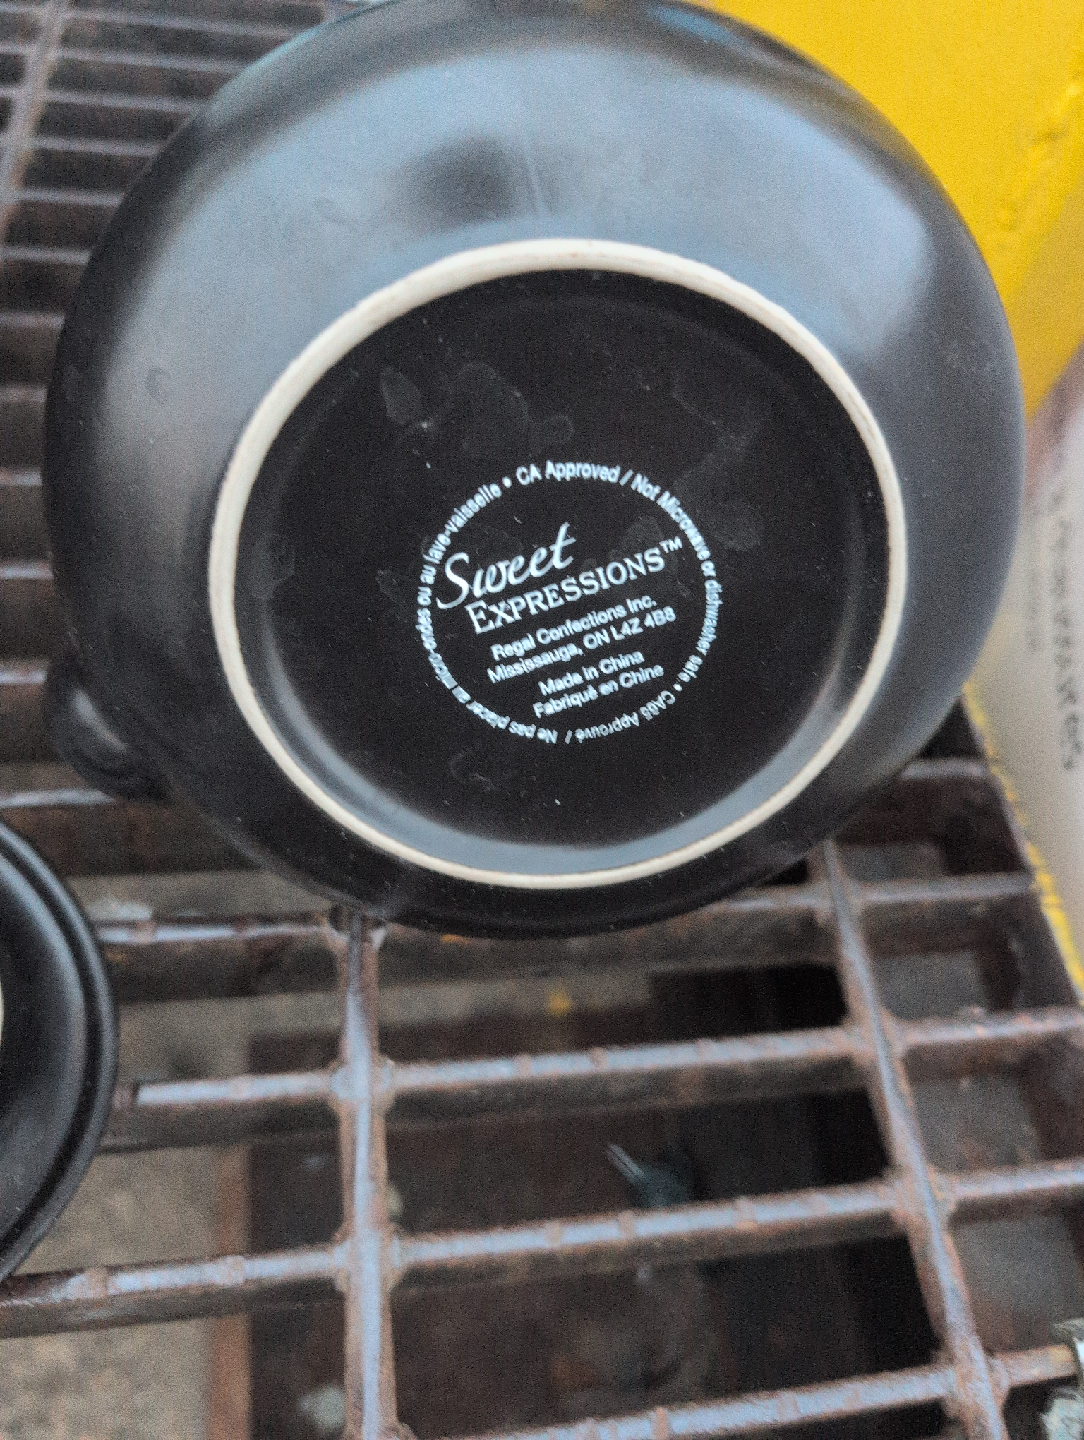 CA Approved / Not Microwave or dishwasher safe • CA65 Approuvé / Ne pas placer au micro-ondes ou au lave-vaisselle •
Sweet
EXPRESSIONS™
Regal Confections Inc.
Mississauga, ON L4Z 4B8
Made in China
Fabriqué en Chine